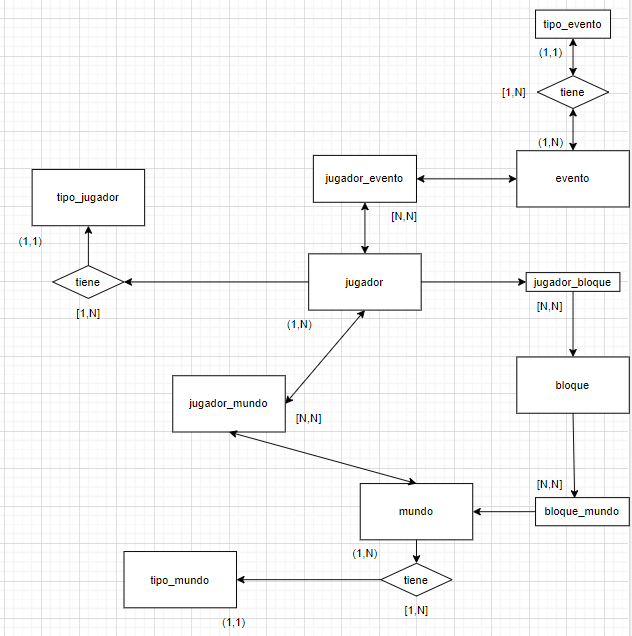 tipo_evento
(1,1)
[1,N]
tiene
(1,N)
jugador_evento
evento
tipo_jugador
[N,N]
(1,1)
tiene
jugador
jugador_bloque
[1,N]
(1,N)
[N,N]
jugador_mundo
[N,N]
bloque
[N,N]
mundo
bloque_mundo
(1,N)
tipo_mundo
tiene
[1,N]
(1,1)